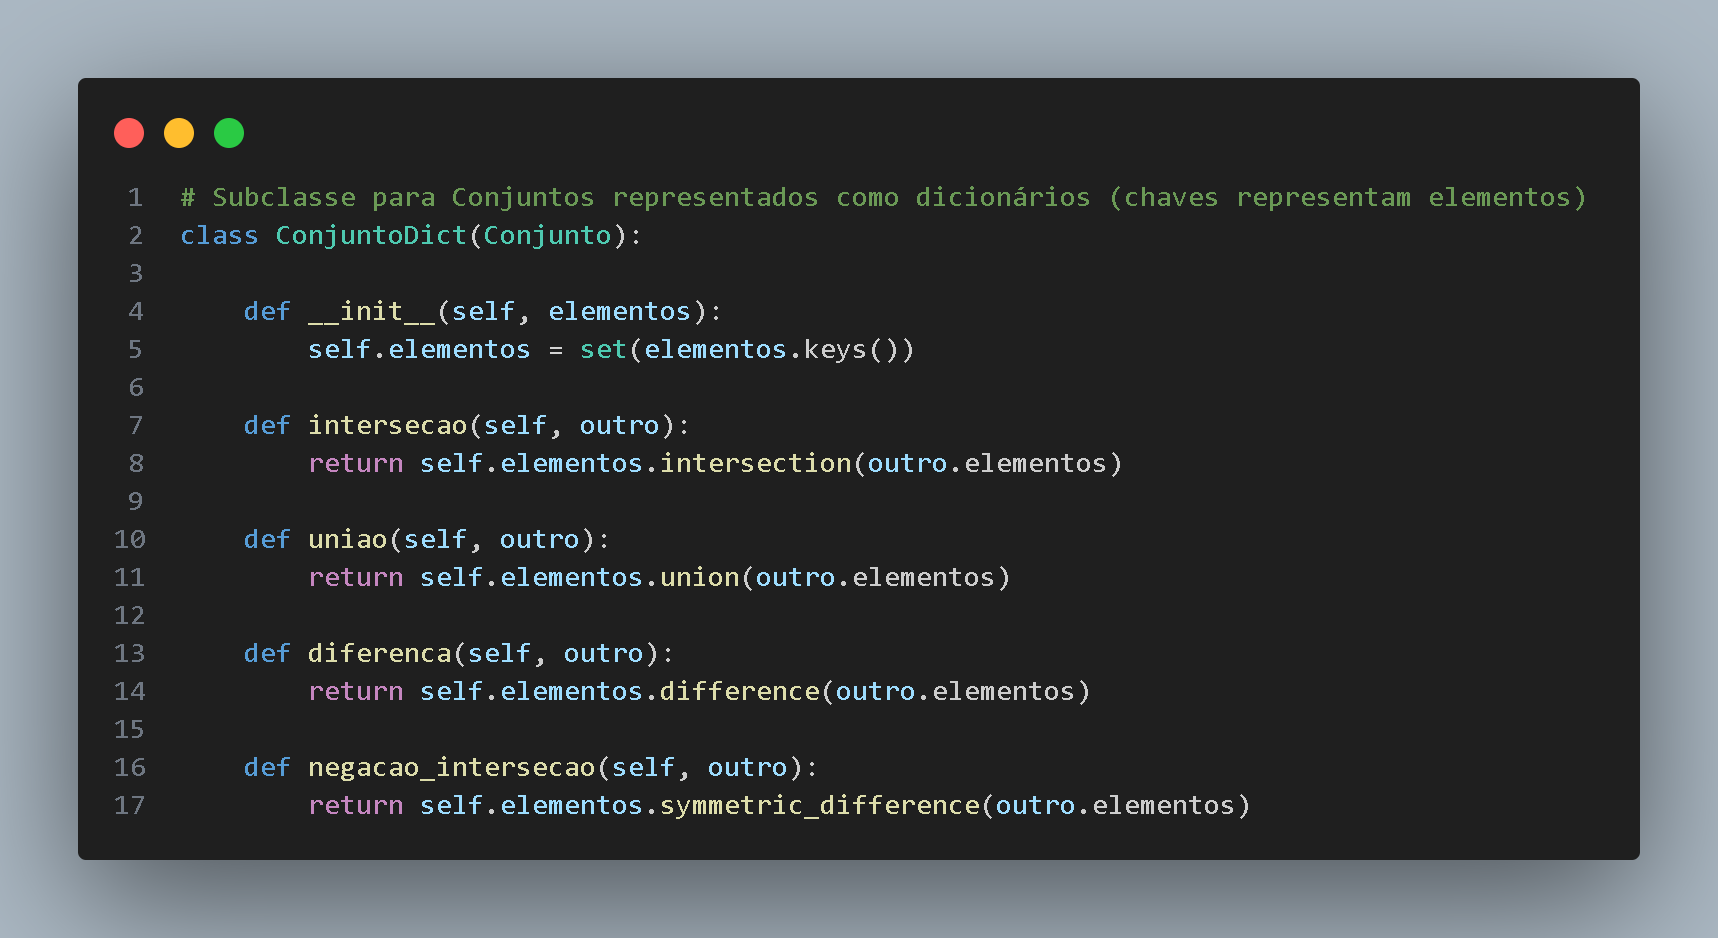 1 # Subclasse para Conjuntos representados como dicionários (chaves representam elementos)
2 class ConjuntoDict(Conjunto):
3
4     def __init__(self, elementos):
5         self.elementos = set(elementos.keys())
6
7     def intersecao(self, outro):
8         return self.elementos.intersection(outro.elementos)
9
10     def uniao(self, outro):
11         return self.elementos.union(outro.elementos)
12
13     def diferenca(self, outro):
14         return self.elementos.difference(outro.elementos)
15
16     def negacao_intersecao(self, outro):
17         return self.elementos.symmetric_difference(outro.elementos)